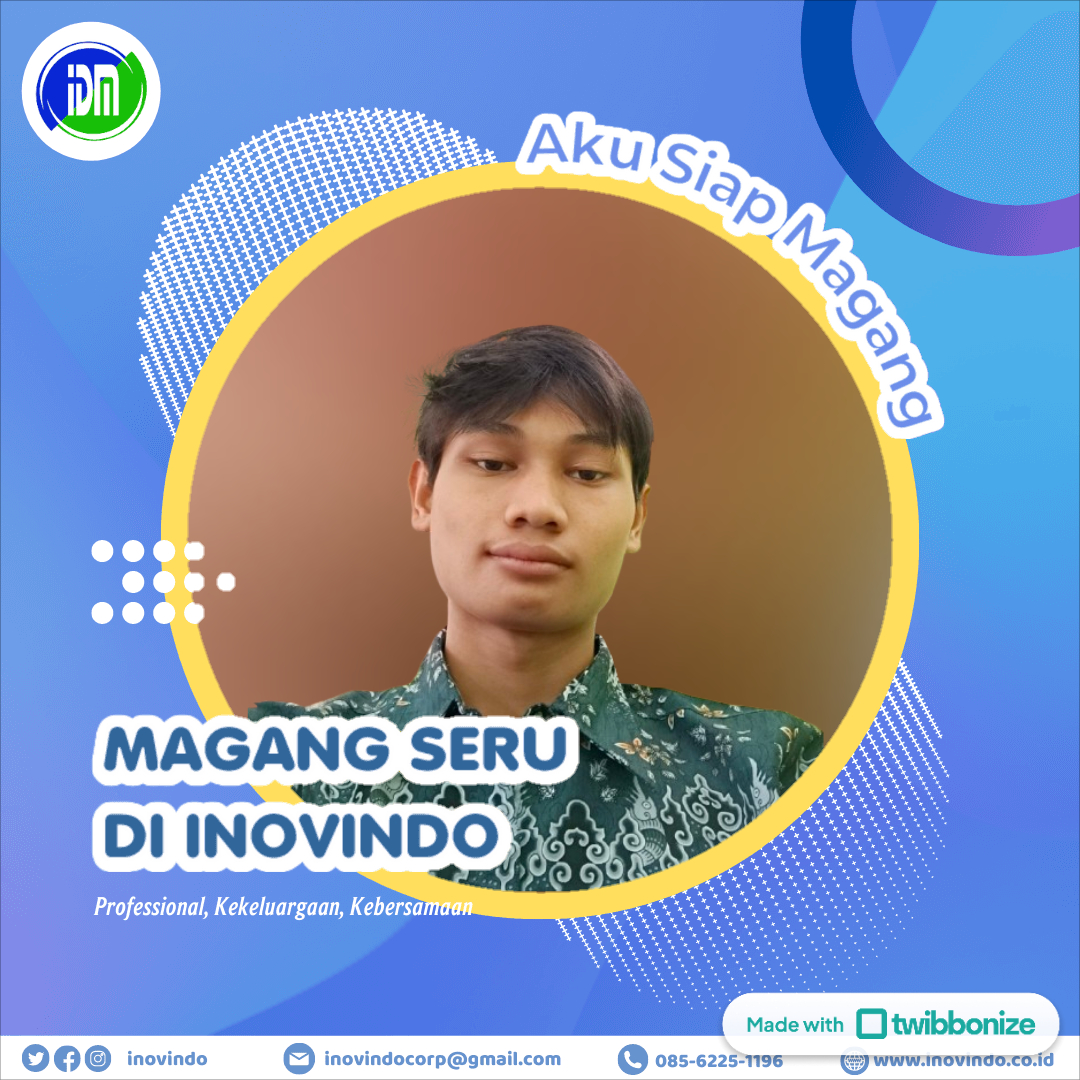 iDM
Aku Siap Magang
MAGANG SERU
DI INOVINDO
Professional, Kekeluargaan, Kebersamaan
Made with twibbonize
inovindo inovindocorp@gmail.com 085-6225-1196 www.inovindo.co.id